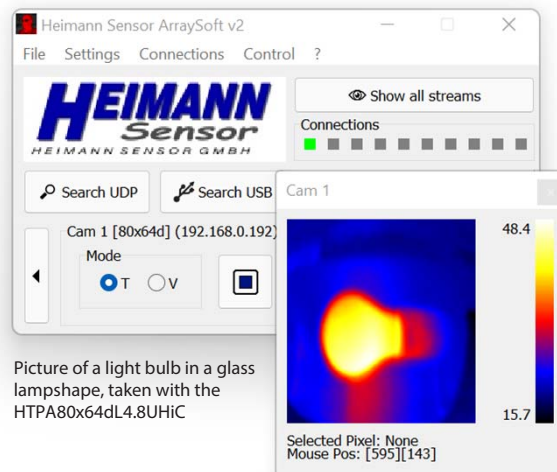 Heimann Sensor ArraySoft v2
File Settings Connections Control ?
HEIMANN
Sensor
HEIMANN SENSOR GMBH
Show all streams
Connections
Search UDP
Search USB
Cam 1 [80x64d] (192.168.0.192)
Mode
T
V
Cam 1
48.4
15.7
Selected Pixel: None
Mouse Pos: [595][143]
Picture of a light bulb in a glass
lampshape, taken with the
HTPA80x64dL4.8UHiC